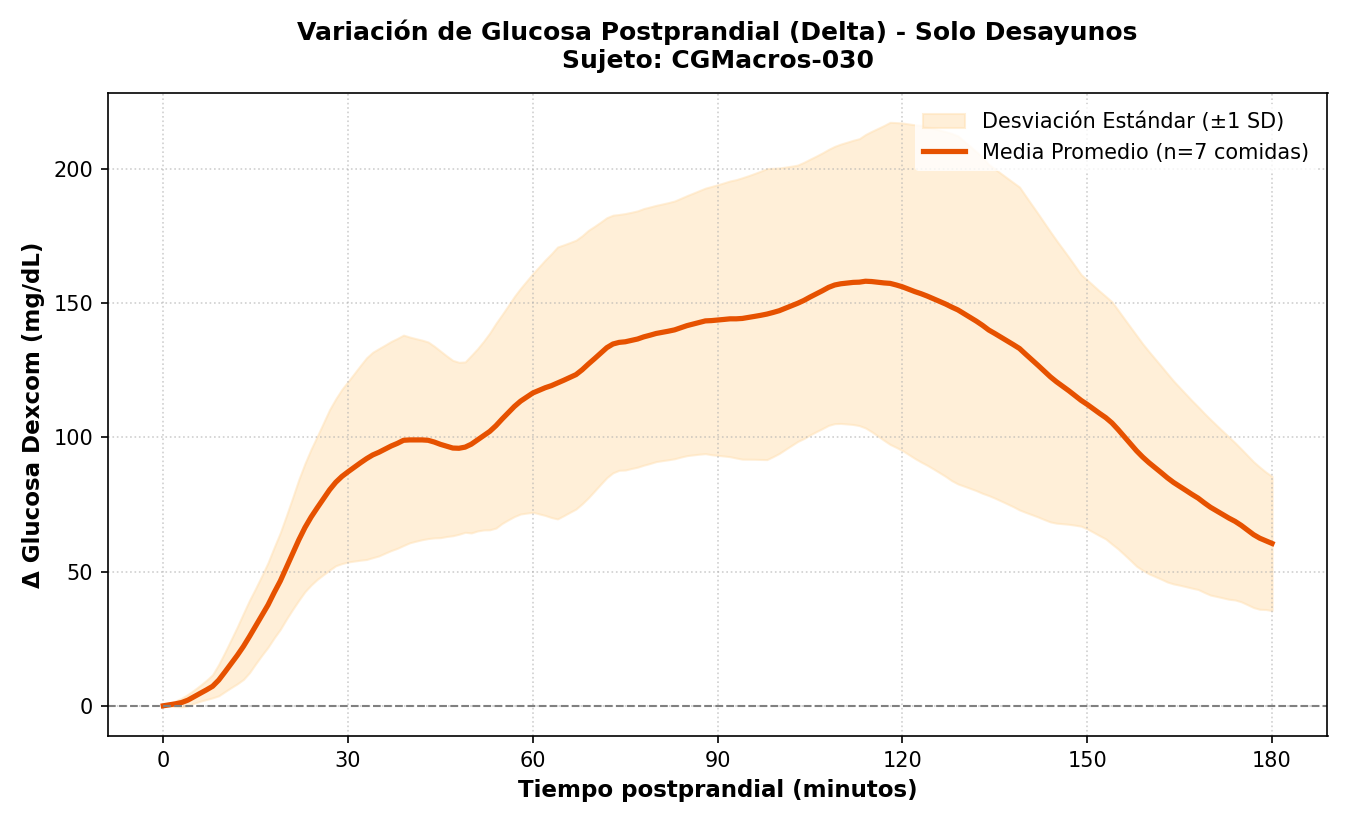 Variación de Glucosa Postprandial (Delta) - Solo Desayunos
Sujeto: CGMacros-030
Desviación Estándar (±1 SD)
Media Promedio (n=7 comidas)
Δ Glucosa Dexcom (mg/dL)
200
150
100
50
0
0 30 60 90 120 150 180
Tiempo postprandial (minutos)